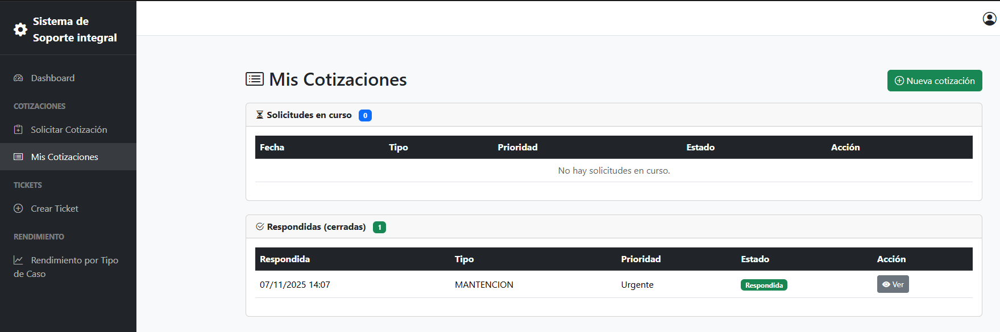 Sistema de
Soporte integral
Dashboard
COTIZACIONES
Solicitar Cotización
Mis Cotizaciones
TICKETS
Crear Ticket
RENDIMIENTO
Rendimiento por Tipo
de Caso
Mis Cotizaciones
Nueva cotización
Solicitudes en curso 0
Fecha Tipo Prioridad Estado Acción
No hay solicitudes en curso.
Respondidas (cerradas) 1
Respondida Tipo Prioridad Estado Acción
07/11/2025 14:07 MANTENCION Urgente Respondida Ver